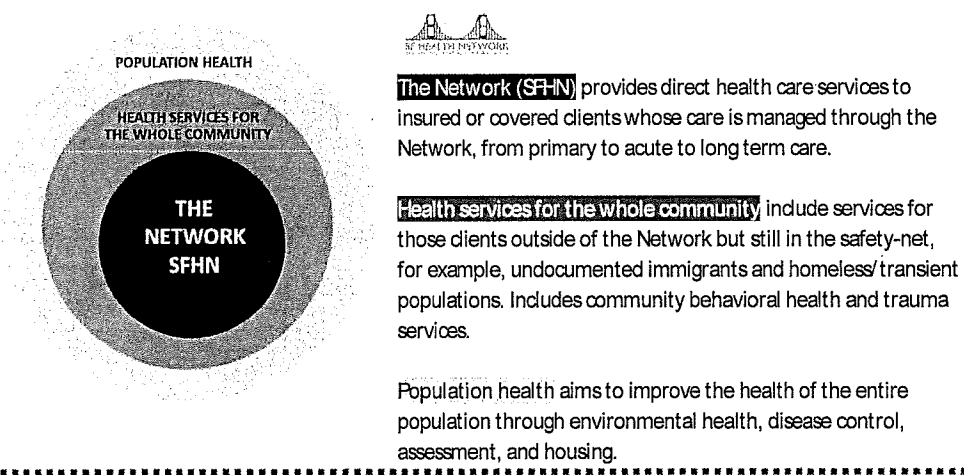 POPULATION HEALTH
HEALTH SERVICES FOR
THE WHOLE COMMUNITY
THE
NETWORK
SFHN
SF HEALTH NETWORK
The Network (SFHN) provides direct health care services to
insured or covered clients whose care is managed through the
Network, from primary to acute to long term care.
Health services for the whole community include services for
those clients outside of the Network but still in the safety-net,
for example, undocumented immigrants and homeless/transient
populations. Includes community behavioral health and trauma
services.
Population health aims to improve the health of the entire
population through environmental health, disease control,
assessment, and housing.